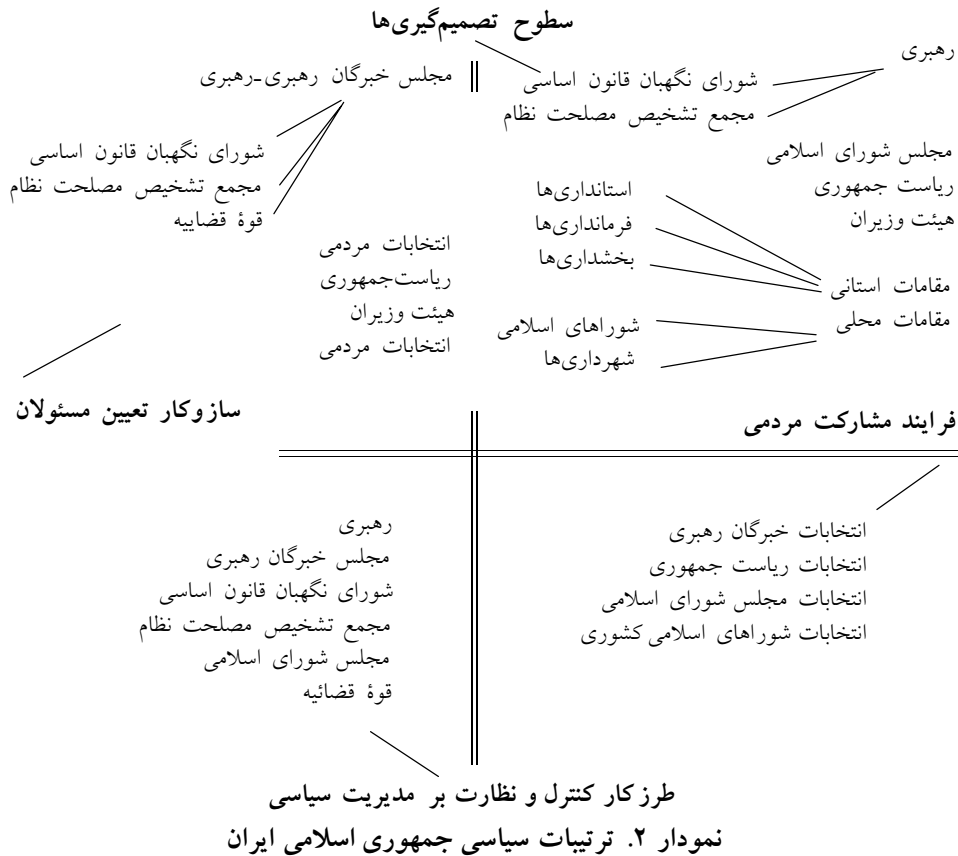 سطوح تصمیم‌گیری‌ها
رهبری
شورای نگهبان قانون اساسی
مجمع تشخیص مصلحت نظام
مجلس شورای اسلامی
ریاست جمهوری
هیئت وزیران
استانداری‌ها
فرمانداری‌ها
بخشداری‌ها
مقامات استانی
مقامات محلی
شوراهای اسلامی
شهرداری‌ها
مجلس خبرگان رهبری-رهبری
شورای نگهبان قانون اساسی
مجمع تشخیص مصلحت نظام
قوۀ قضاییه
انتخابات مردمی
ریاست‌جمهوری
هیئت وزیران
انتخابات مردمی
فرایند مشارکت مردمی
سازوکار تعیین مسئولان
انتخابات خبرگان رهبری
انتخابات ریاست جمهوری
انتخابات مجلس شورای اسلامی
انتخابات شوراهای اسلامی کشوری
رهبری
مجلس خبرگان رهبری
شورای نگهبان قانون اساسی
مجمع تشخیص مصلحت نظام
مجلس شورای اسلامی
قوۀ قضائیه
طرز کار کنترل و نظارت بر مدیریت سیاسی
نمودار ۲. ترتیبات سیاسی جمهوری اسلامی ایران